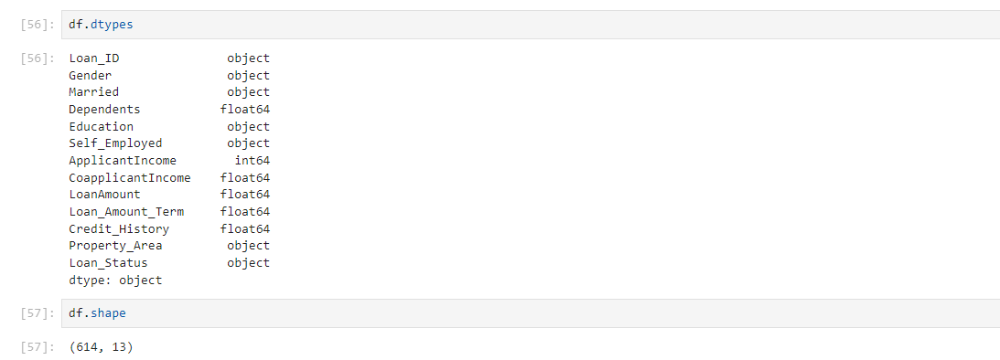 [56]: df.dtypes
[56]: Loan_ID object
Gender object
Married object
Dependents float64
Education object
Self_Employed object
ApplicantIncome int64
CoapplicantIncome float64
LoanAmount float64
Loan_Amount_Term float64
Credit_History float64
Property_Area object
Loan_Status object
dtype: object
[57]: df.shape
[57]: (614, 13)